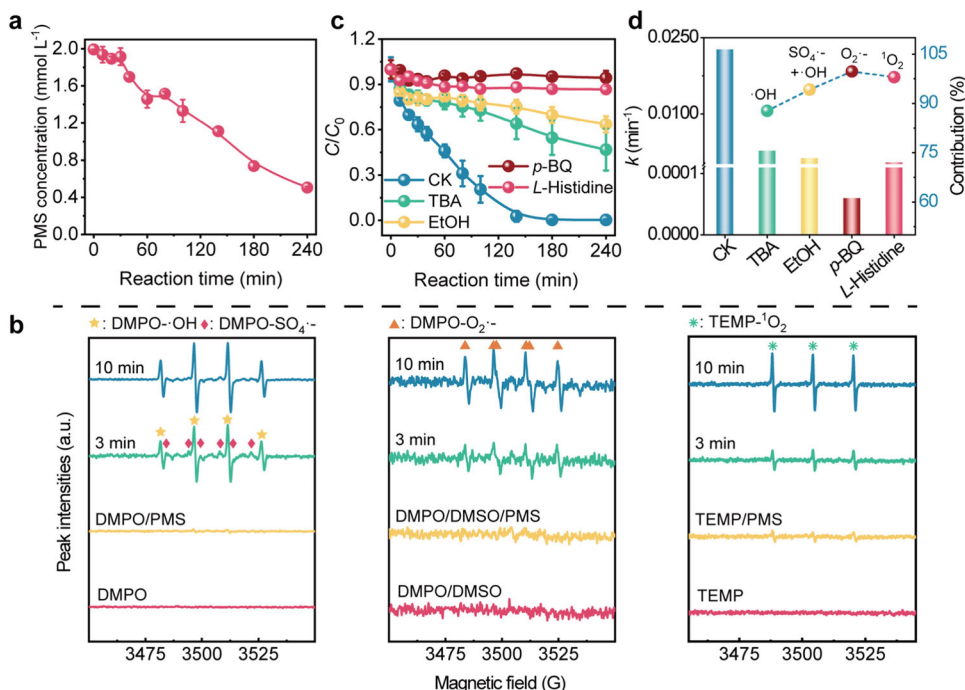 a
PMS concentration (mmol L⁻¹)
2.0
1.6
1.2
0.8
0.4
0.0
0 60 120 180 240
Reaction time (min)
c
C/C₀
1.2
0.9
0.6
0.3
0.0
CK
TBA
EtOH
p-BQ
L-Histidine
0 60 120 180 240
Reaction time (min)
d
k (min⁻¹)
0.0250
0.0100
0.0001
0.0000
·OH
SO₄·⁻
+·OH
O₂·⁻
¹O₂
105
90
75
60
Contribution (%)
CK TBA EtOH p-BQ L-Histidine
b
★: DMPO-·OH ♦: DMPO-SO₄·-
Peak intensities (a.u.)
10 min
3 min
DMPO/PMS
DMPO
3475 3500 3525
▲: DMPO-O₂·-
10 min
3 min
DMPO/DMSO/PMS
DMPO/DMSO
3475 3500 3525
Magnetic field (G)
✳: TEMP-¹O₂
10 min
3 min
TEMP/PMS
TEMP
3475 3500 3525